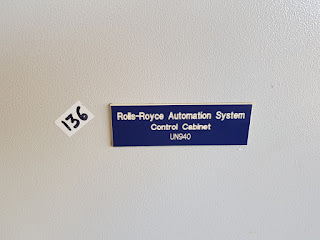 136
Rolls-Royce Automation System
Control Cabinet
UN940